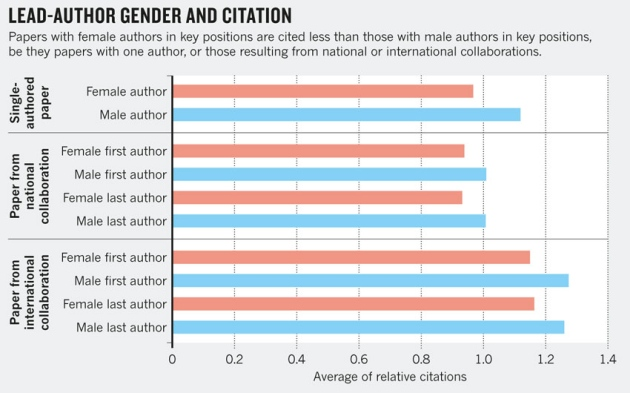 LEAD-AUTHOR GENDER AND CITATION
Papers with female authors in key positions are cited less than those with male authors in key positions,
be they papers with one author, or those resulting from national or international collaborations.
Single-
authored
paper
Female author
Male author
Paper from
national
collaboration
Female first author
Male first author
Female last author
Male last author
Paper from
international
collaboration
Female first author
Male first author
Female last author
Male last author
0 0.2 0.4 0.6 0.8 1.0 1.2 1.4
Average of relative citations